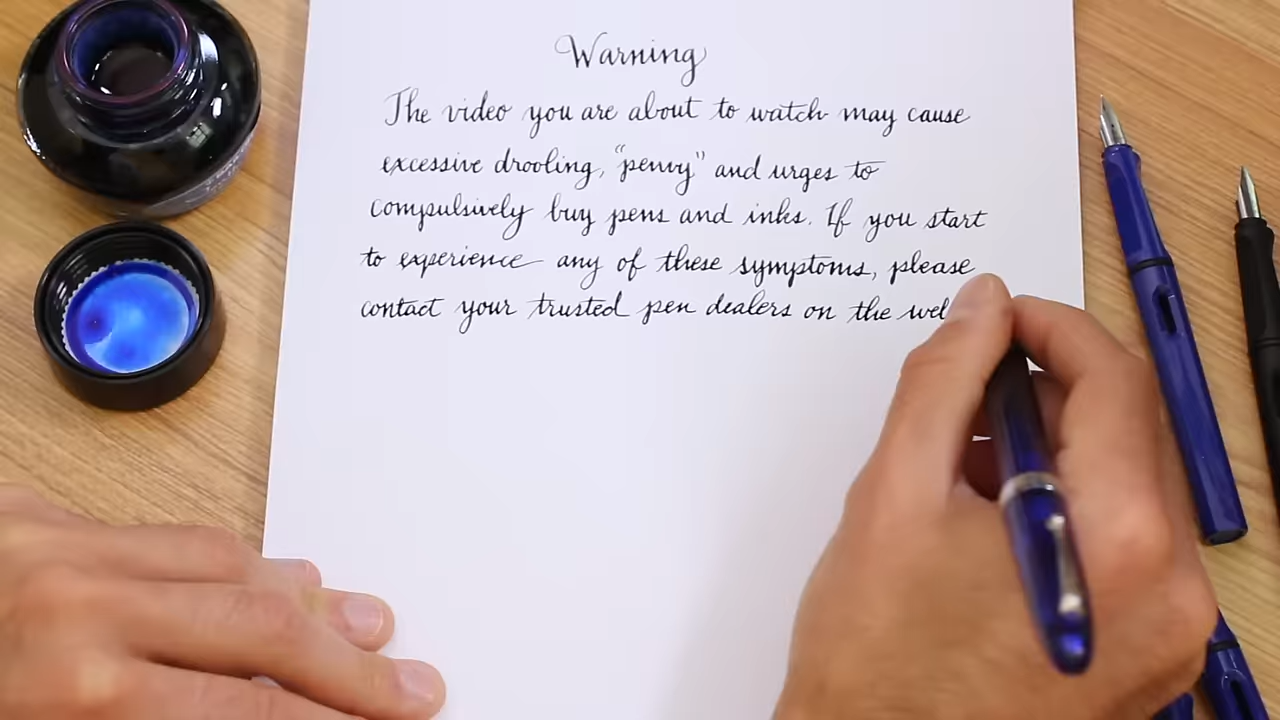 Warning
The video you are about to watch may cause
excessive drooling, "penvy" and urges to
compulsively buy pens and inks. If you start
to experience any of these symptoms, please
contact your trusted pen dealers on the